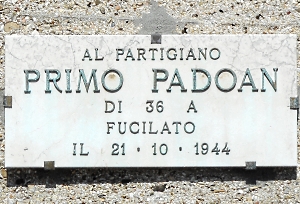 AL PARTIGIANO
PRIMO PADOAN
DI 36 A
FUCILATO
IL 21·10·1944